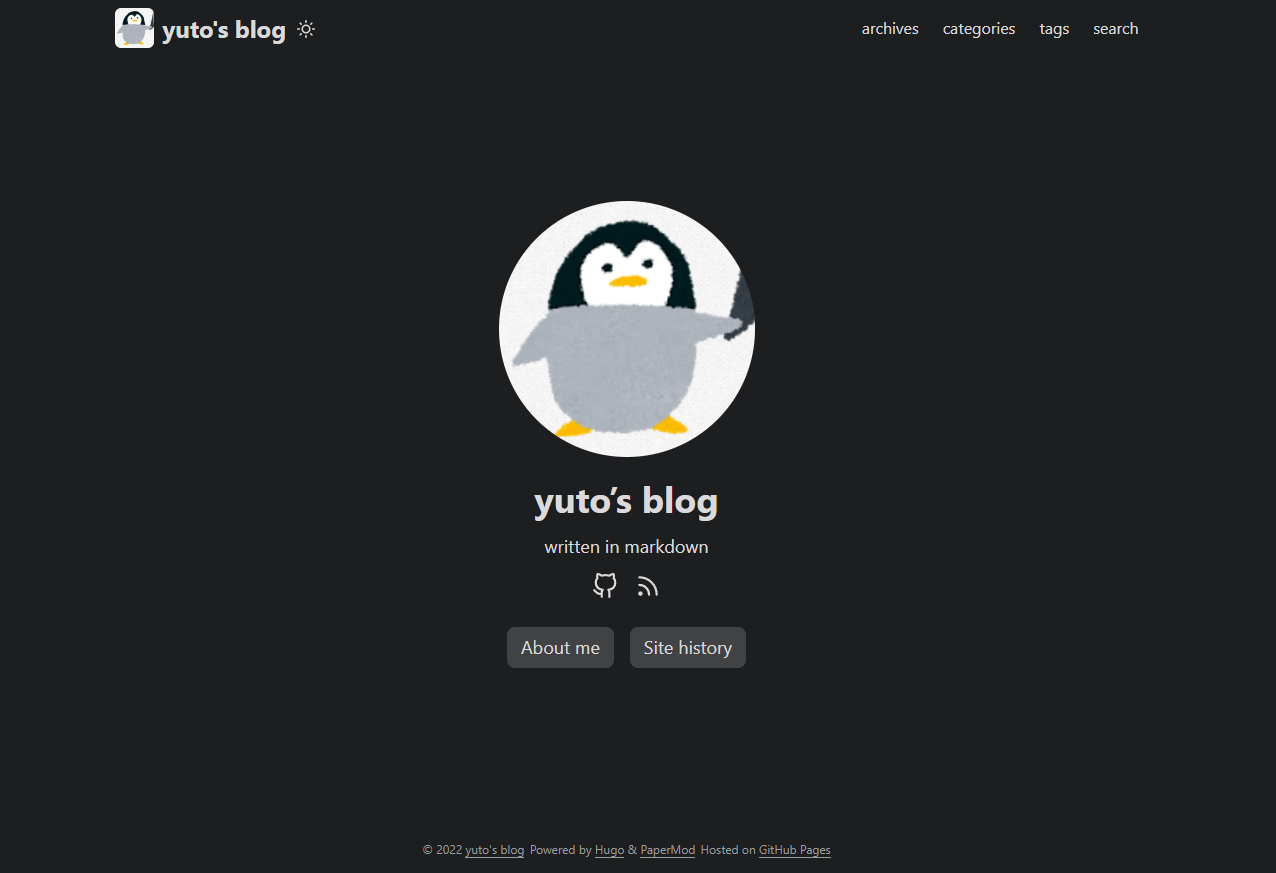 yuto's blog
archives categories tags search
yuto’s blog
written in markdown
About me Site history
© 2022 yuto's blog Powered by Hugo & PaperMod Hosted on GitHub Pages